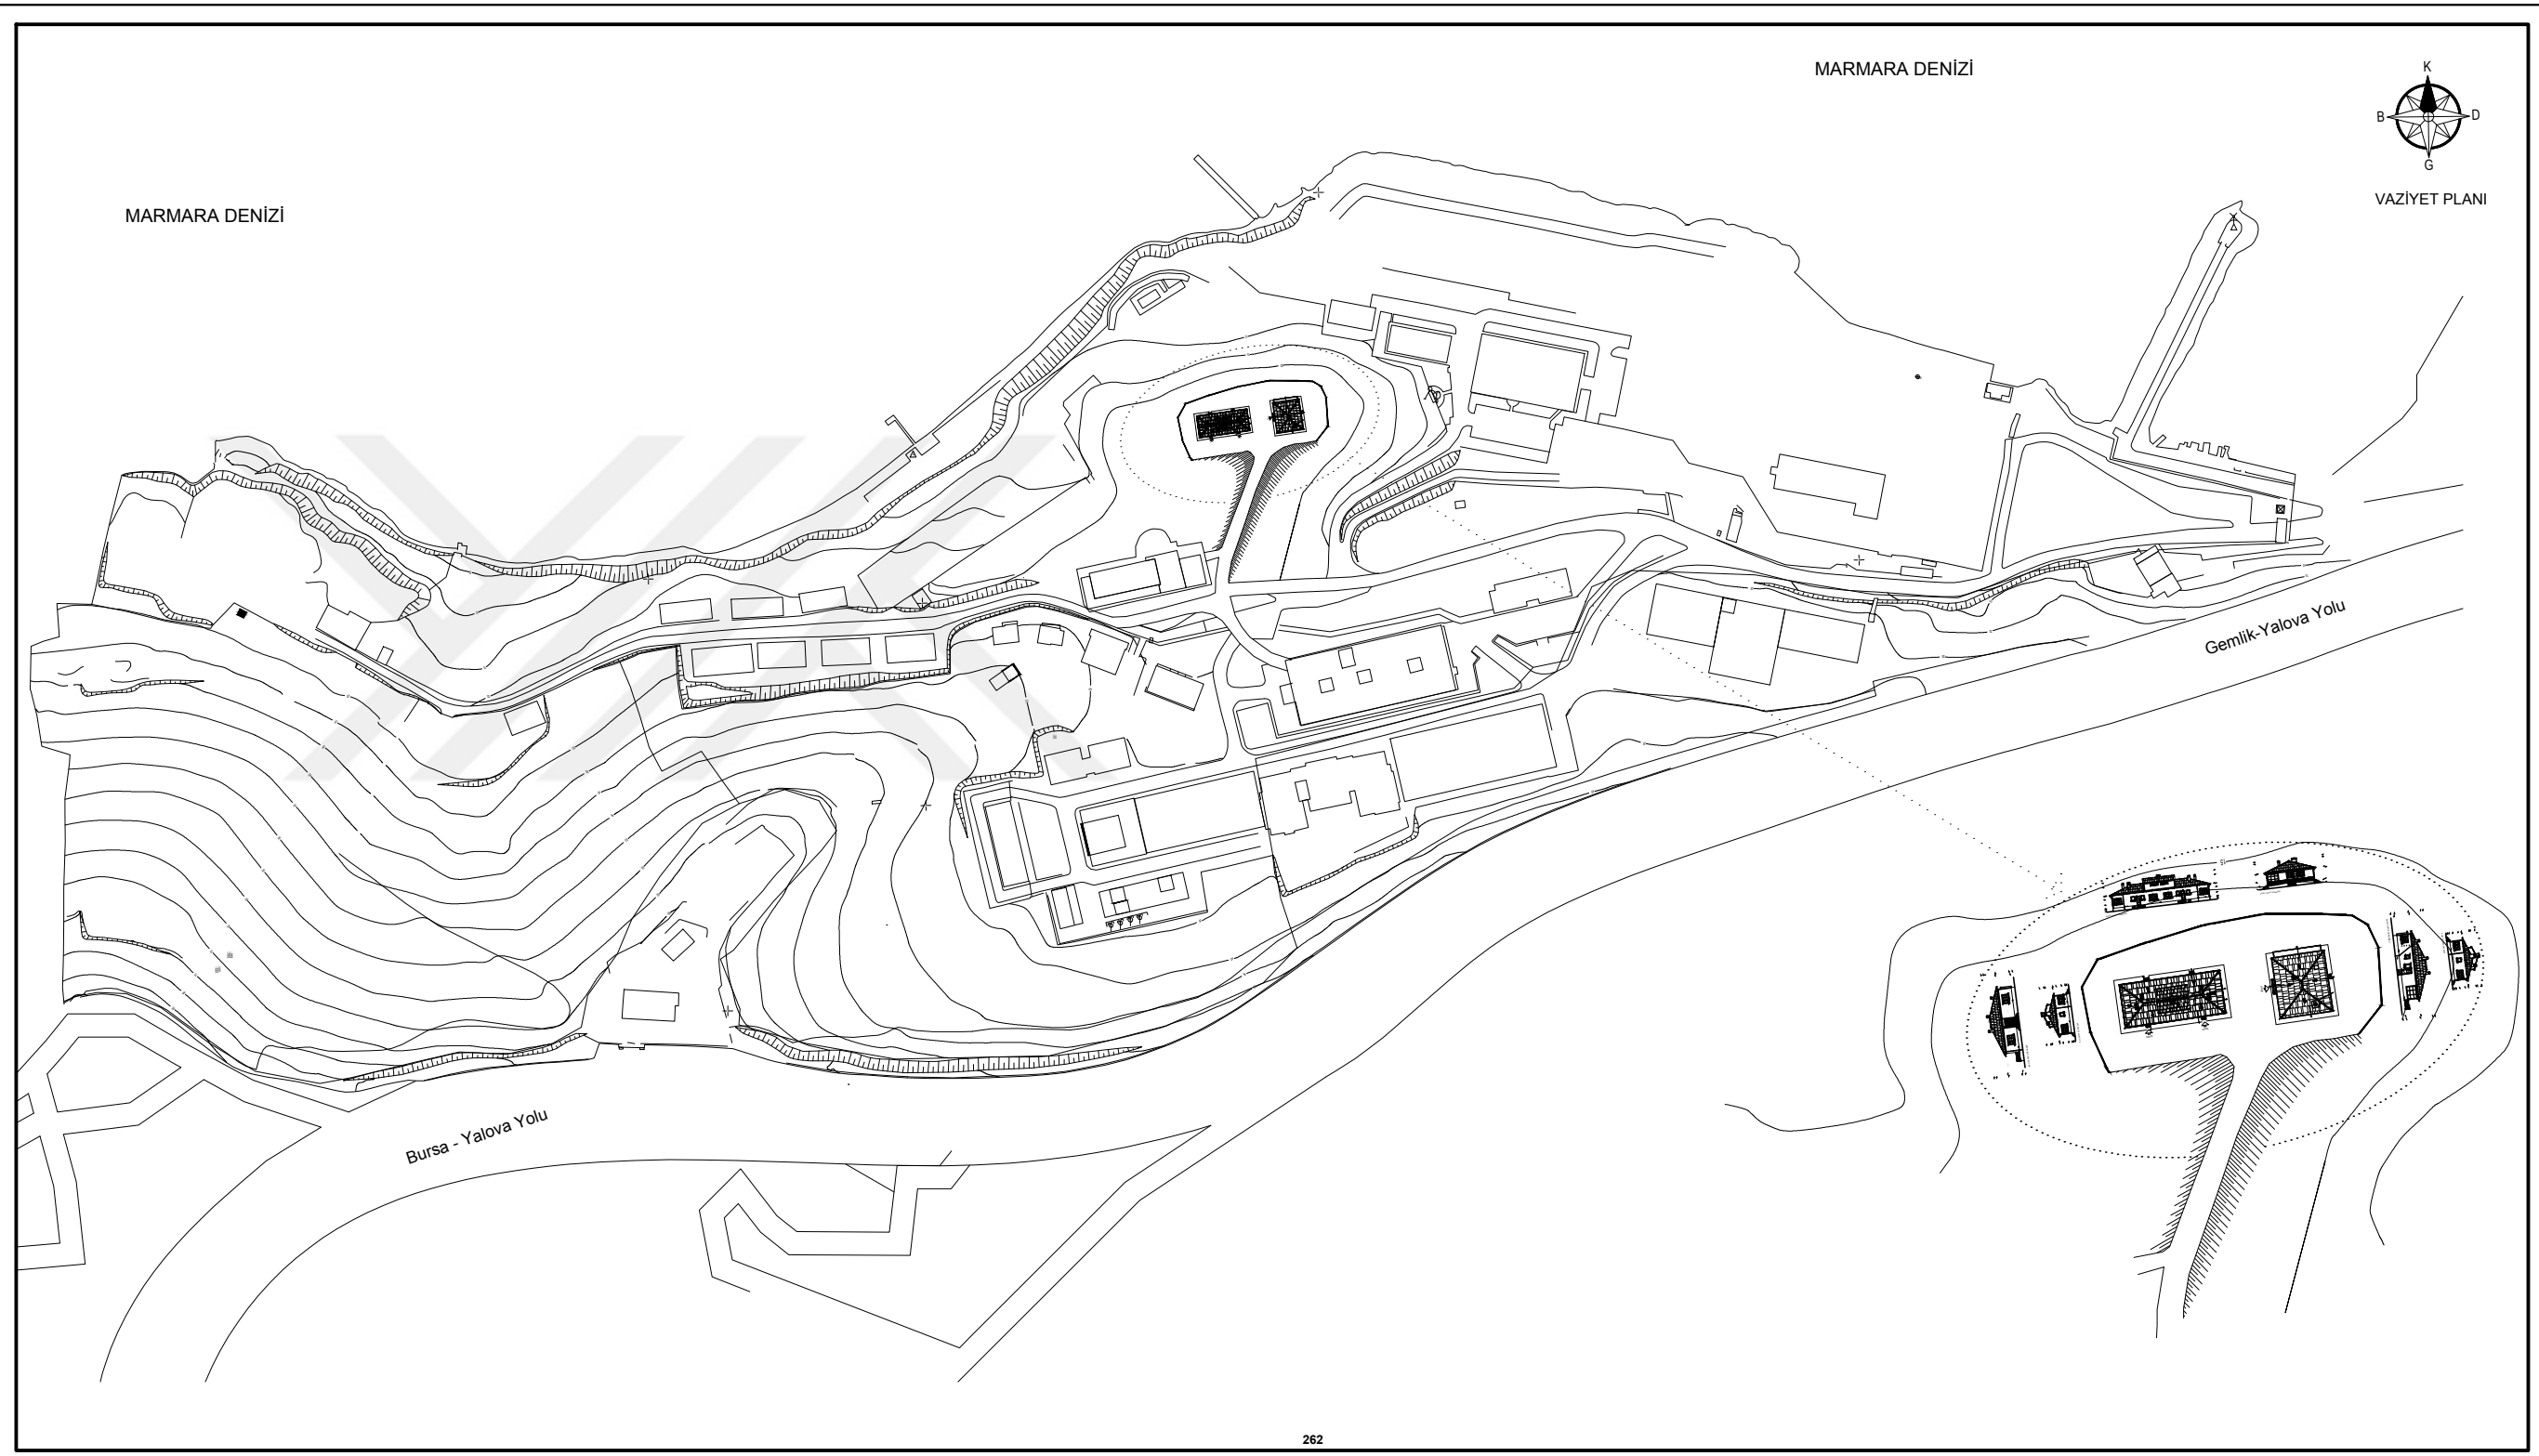 MARMARA DENİZİ
K
B
D
G
VAZİYET PLANI
MARMARA DENİZİ
Gemlik-Yalova Yolu
Bursa - Yalova Yolu
262